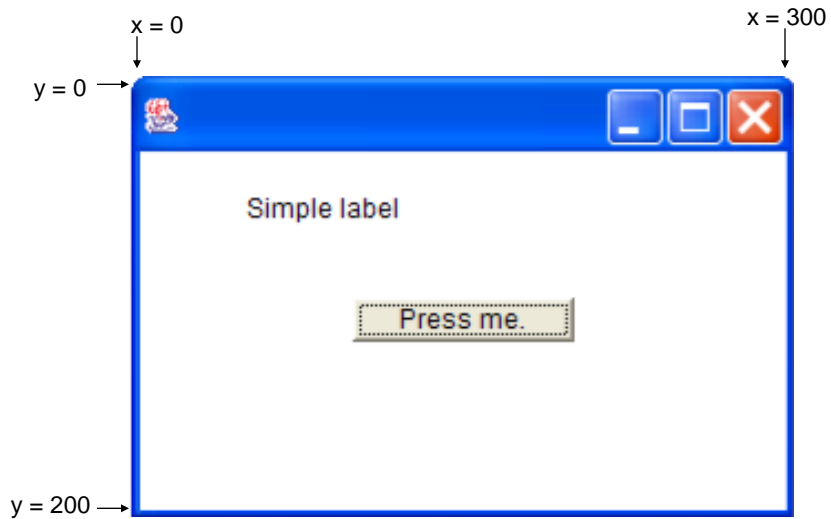 x = 0
x = 300
y = 0
Simple label
Press me.
y = 200